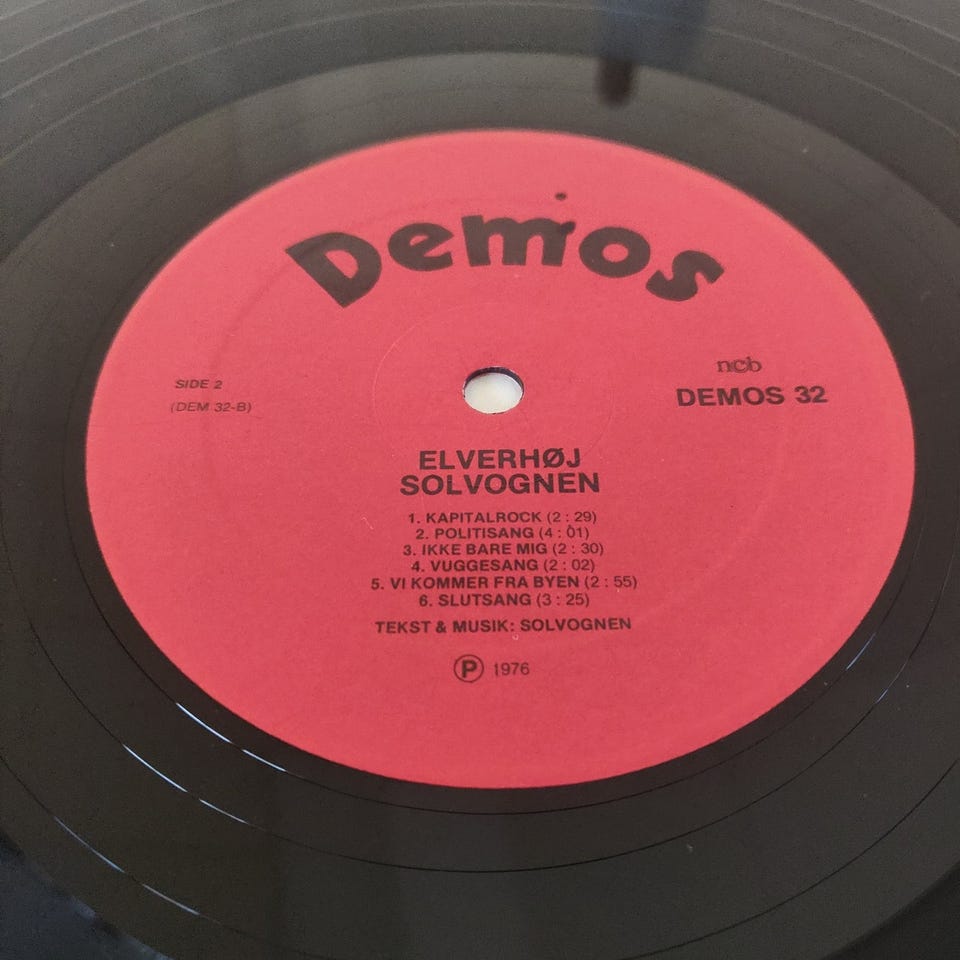 Demos
SIDE 2
(DEM 32-B)
ncb
DEMOS 32
ELVERHØJ
SOLVOGNEN
1. KAPITALROCK (2 : 29)
2. POLITISANG (4 : 01)
3. IKKE BARE MIG (2 : 30)
4. VUGGESANG (2 : 02)
5. VI KOMMER FRA BYEN (2 : 55)
6. SLUTSANG (3 : 25)
TEKST & MUSIK: SOLVOGNEN
Ⓟ 1976